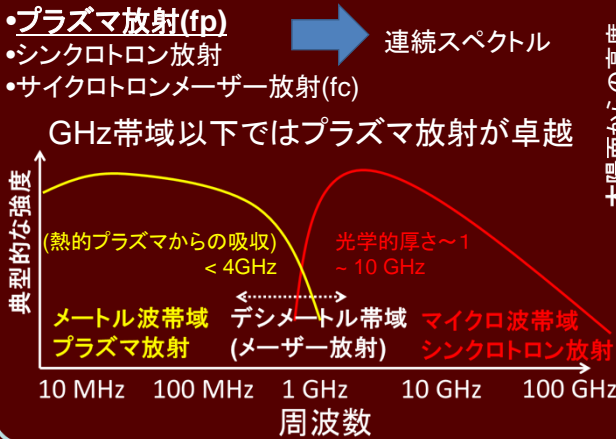 •プラズマ放射(fp)
•シンクロトロン放射
•サイクロトロンメーザー放射(fc)
連続スペクトル
GHz帯域以下ではプラズマ放射が卓越
典型的な強度
(熱的プラズマからの吸収)
< 4GHz
光学的厚さ～1
~ 10 GHz
メートル波帯域
プラズマ放射
デシメートル帯域
(メーザー放射)
マイクロ波帯域
シンクロトロン放射
10 MHz 100 MHz 1 GHz 10 GHz 100 GHz
周波数